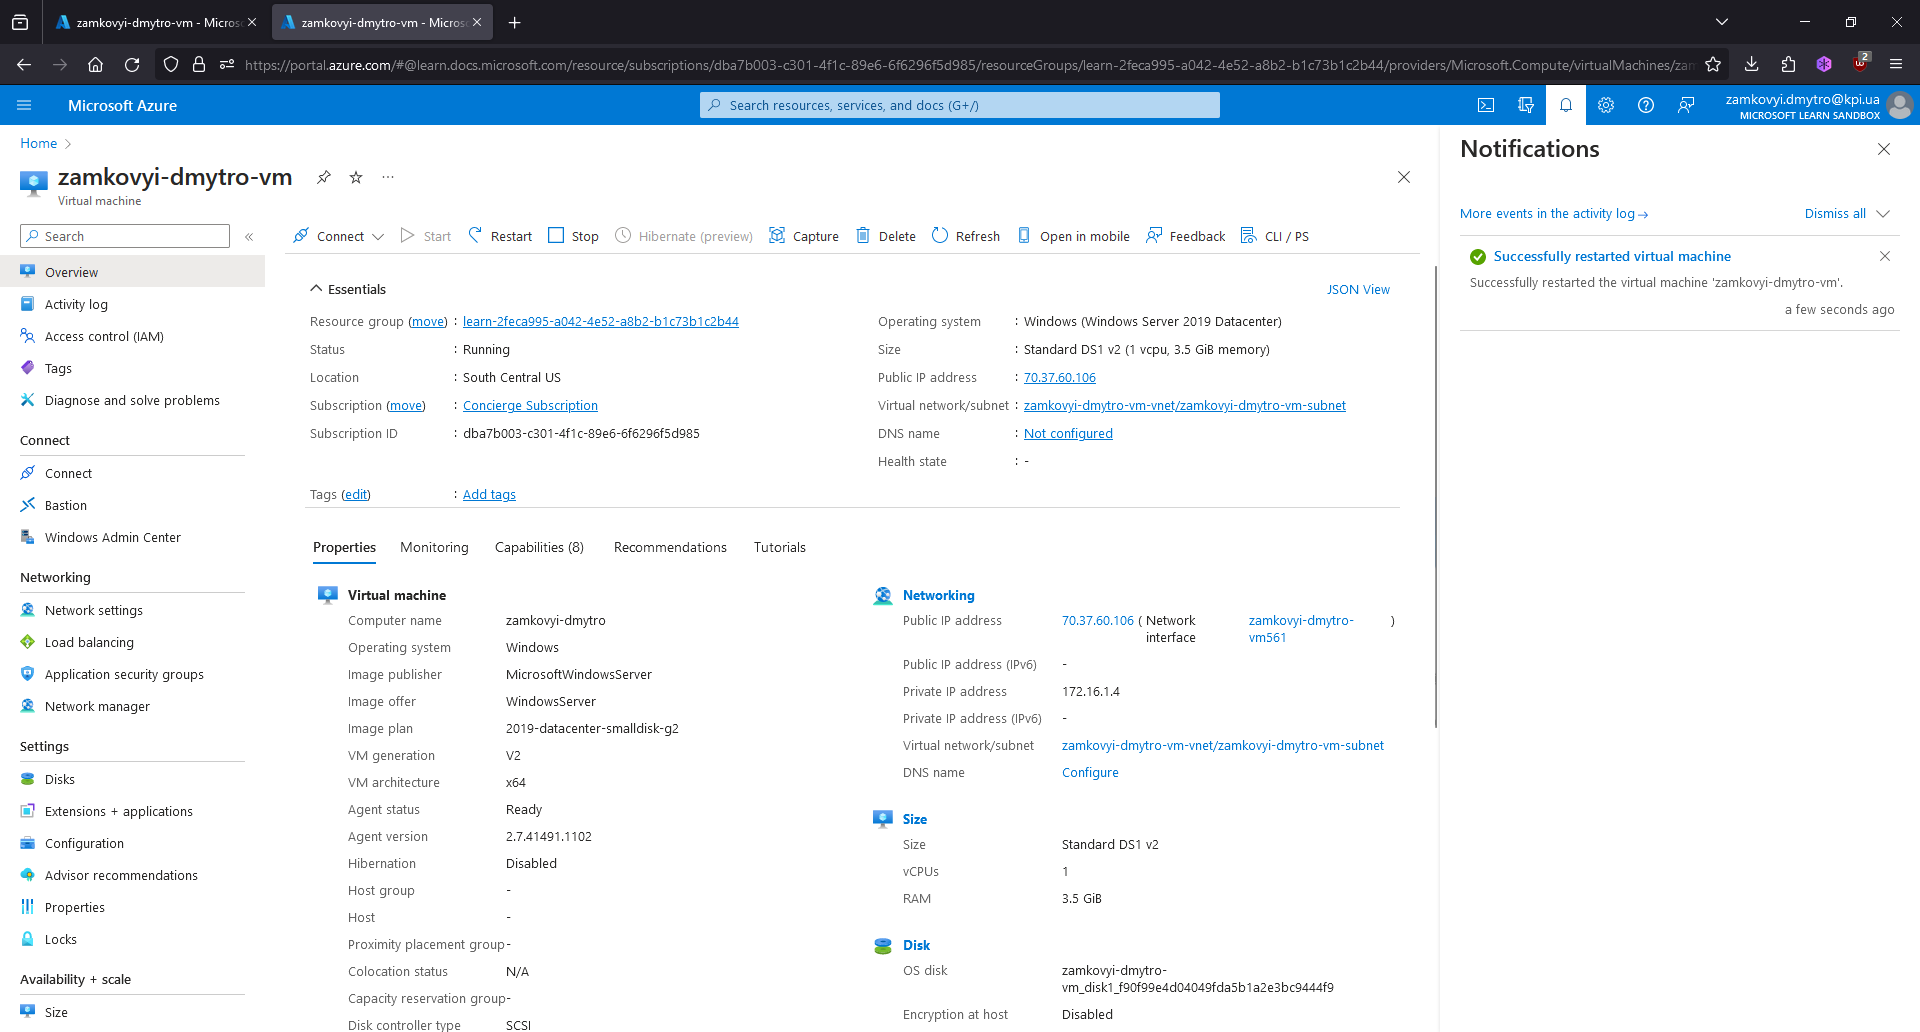 zamkovyi-dmytro-vm - Micros
zamkovyi-dmytro-vm - Micros
https://portal.azure.com/#@learn.docs.microsoft.com/resource/subscriptions/dba7b003-c301-4f1c-89e6-6f6296f5d985/resourceGroups/learn-2feca995-a042-4e52-a8b2-b1c73b1c2b44/providers/Microsoft.Compute/virtualMachines/zam
2
Microsoft Azure
Search resources, services, and docs (G+/)
zamkovyi.dmytro@kpi.ua
MICROSOFT LEARN SANDBOX
Home
zamkovyi-dmytro-vm
Virtual machine
Search
Overview
Activity log
Access control (IAM)
Tags
Diagnose and solve problems
Connect
Connect
Bastion
Windows Admin Center
Networking
Network settings
Load balancing
Application security groups
Network manager
Settings
Disks
Extensions + applications
Configuration
Advisor recommendations
Properties
Locks
Availability + scale
Size
Connect Start Restart Stop Hibernate (preview) Capture Delete Refresh Open in mobile Feedback CLI / PS
Essentials
JSON View
Resource group (move) : learn-2feca995-a042-4e52-a8b2-b1c73b1c2b44
Status : Running
Location : South Central US
Subscription (move) : Concierge Subscription
Subscription ID : dba7b003-c301-4f1c-89e6-6f6296f5d985
Operating system : Windows (Windows Server 2019 Datacenter)
Size : Standard DS1 v2 (1 vcpu, 3.5 GiB memory)
Public IP address : 70.37.60.106
Virtual network/subnet : zamkovyi-dmytro-vm-vnet/zamkovyi-dmytro-vm-subnet
DNS name : Not configured
Health state : -
Tags (edit) : Add tags
Properties Monitoring Capabilities (8) Recommendations Tutorials
Virtual machine
Computer name zamkovyi-dmytro
Operating system Windows
Image publisher MicrosoftWindowsServer
Image offer WindowsServer
Image plan 2019-datacenter-smalldisk-g2
VM generation V2
VM architecture x64
Agent status Ready
Agent version 2.7.41491.1102
Hibernation Disabled
Host group -
Host -
Proximity placement group -
Colocation status N/A
Capacity reservation group -
Disk controller type SCSI
Networking
Public IP address 70.37.60.106 ( Network interface zamkovyi-dmytro-vm561 )
Public IP address (IPv6) -
Private IP address 172.16.1.4
Private IP address (IPv6) -
Virtual network/subnet zamkovyi-dmytro-vm-vnet/zamkovyi-dmytro-vm-subnet
DNS name Configure
Size
Size Standard DS1 v2
vCPUs 1
RAM 3.5 GiB
Disk
OS disk zamkovyi-dmytro-
vm_disk1_f90f99e4d04049fda5b1a2e3bc9444f9
Encryption at host Disabled
Notifications
More events in the activity log →
Dismiss all
Successfully restarted virtual machine
Successfully restarted the virtual machine 'zamkovyi-dmytro-vm'.
a few seconds ago